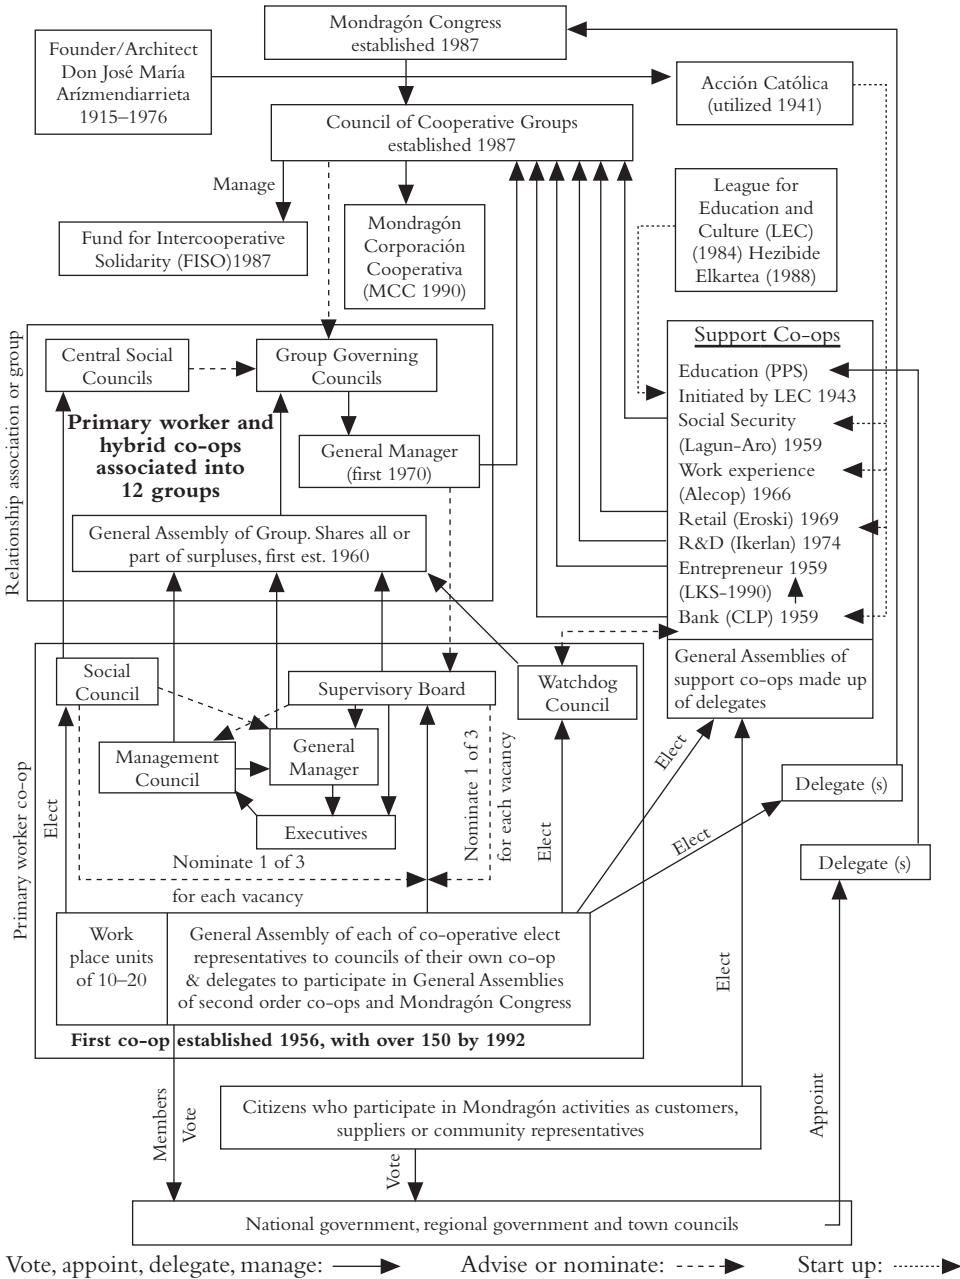 Mondragón Congress
established 1987
Founder/Architect
Don José María
Arízmendiarrieta
1915–1976
Acción Católica
(utilized 1941)
Council of Cooperative Groups
established 1987
Manage
League for
Education and
Culture (LEC)
(1984) Hezibide
Elkartea (1988)
Fund for Intercooperative
Solidarity (FISO)1987
Mondragón
Corporación
Cooperativa
(MCC 1990)
Relationship association or group
Central Social
Councils
Group Governing
Councils
Primary worker and
hybrid co-ops
associated into
12 groups
General Manager
(first 1970)
General Assembly of Group. Shares all or
part of surpluses, first est. 1960
Support Co-ops
Education (PPS)
Initiated by LEC 1943
Social Security
(Lagun-Aro) 1959
Work experience
(Alecop) 1966
Retail (Eroski) 1969
R&D (Ikerlan) 1974
Entrepreneur 1959
(LKS-1990)
Bank (CLP) 1959
General Assemblies of
support co-ops made up
of delegates
Primary worker co-op
Social
Council
Supervisory Board
Watchdog
Council
Management
Council
General
Manager
Executives
Elect
Nominate 1 of 3
for each vacancy
Nominate 1 of 3
for each vacancy
Elect
Elect
Elect
Delegate (s)
Delegate (s)
Work
place units
of 10–20
General Assembly of each of co-operative elect
representatives to councils of their own co-op
& delegates to participate in General Assemblies
of second order co-ops and Mondragón Congress
First co-op established 1956, with over 150 by 1992
Elect
Members
Vote
Citizens who participate in Mondragón activities as customers,
suppliers or community representatives
Appoint
Vote
National government, regional government and town councils
Vote, appoint, delegate, manage:
Advise or nominate:
Start up: